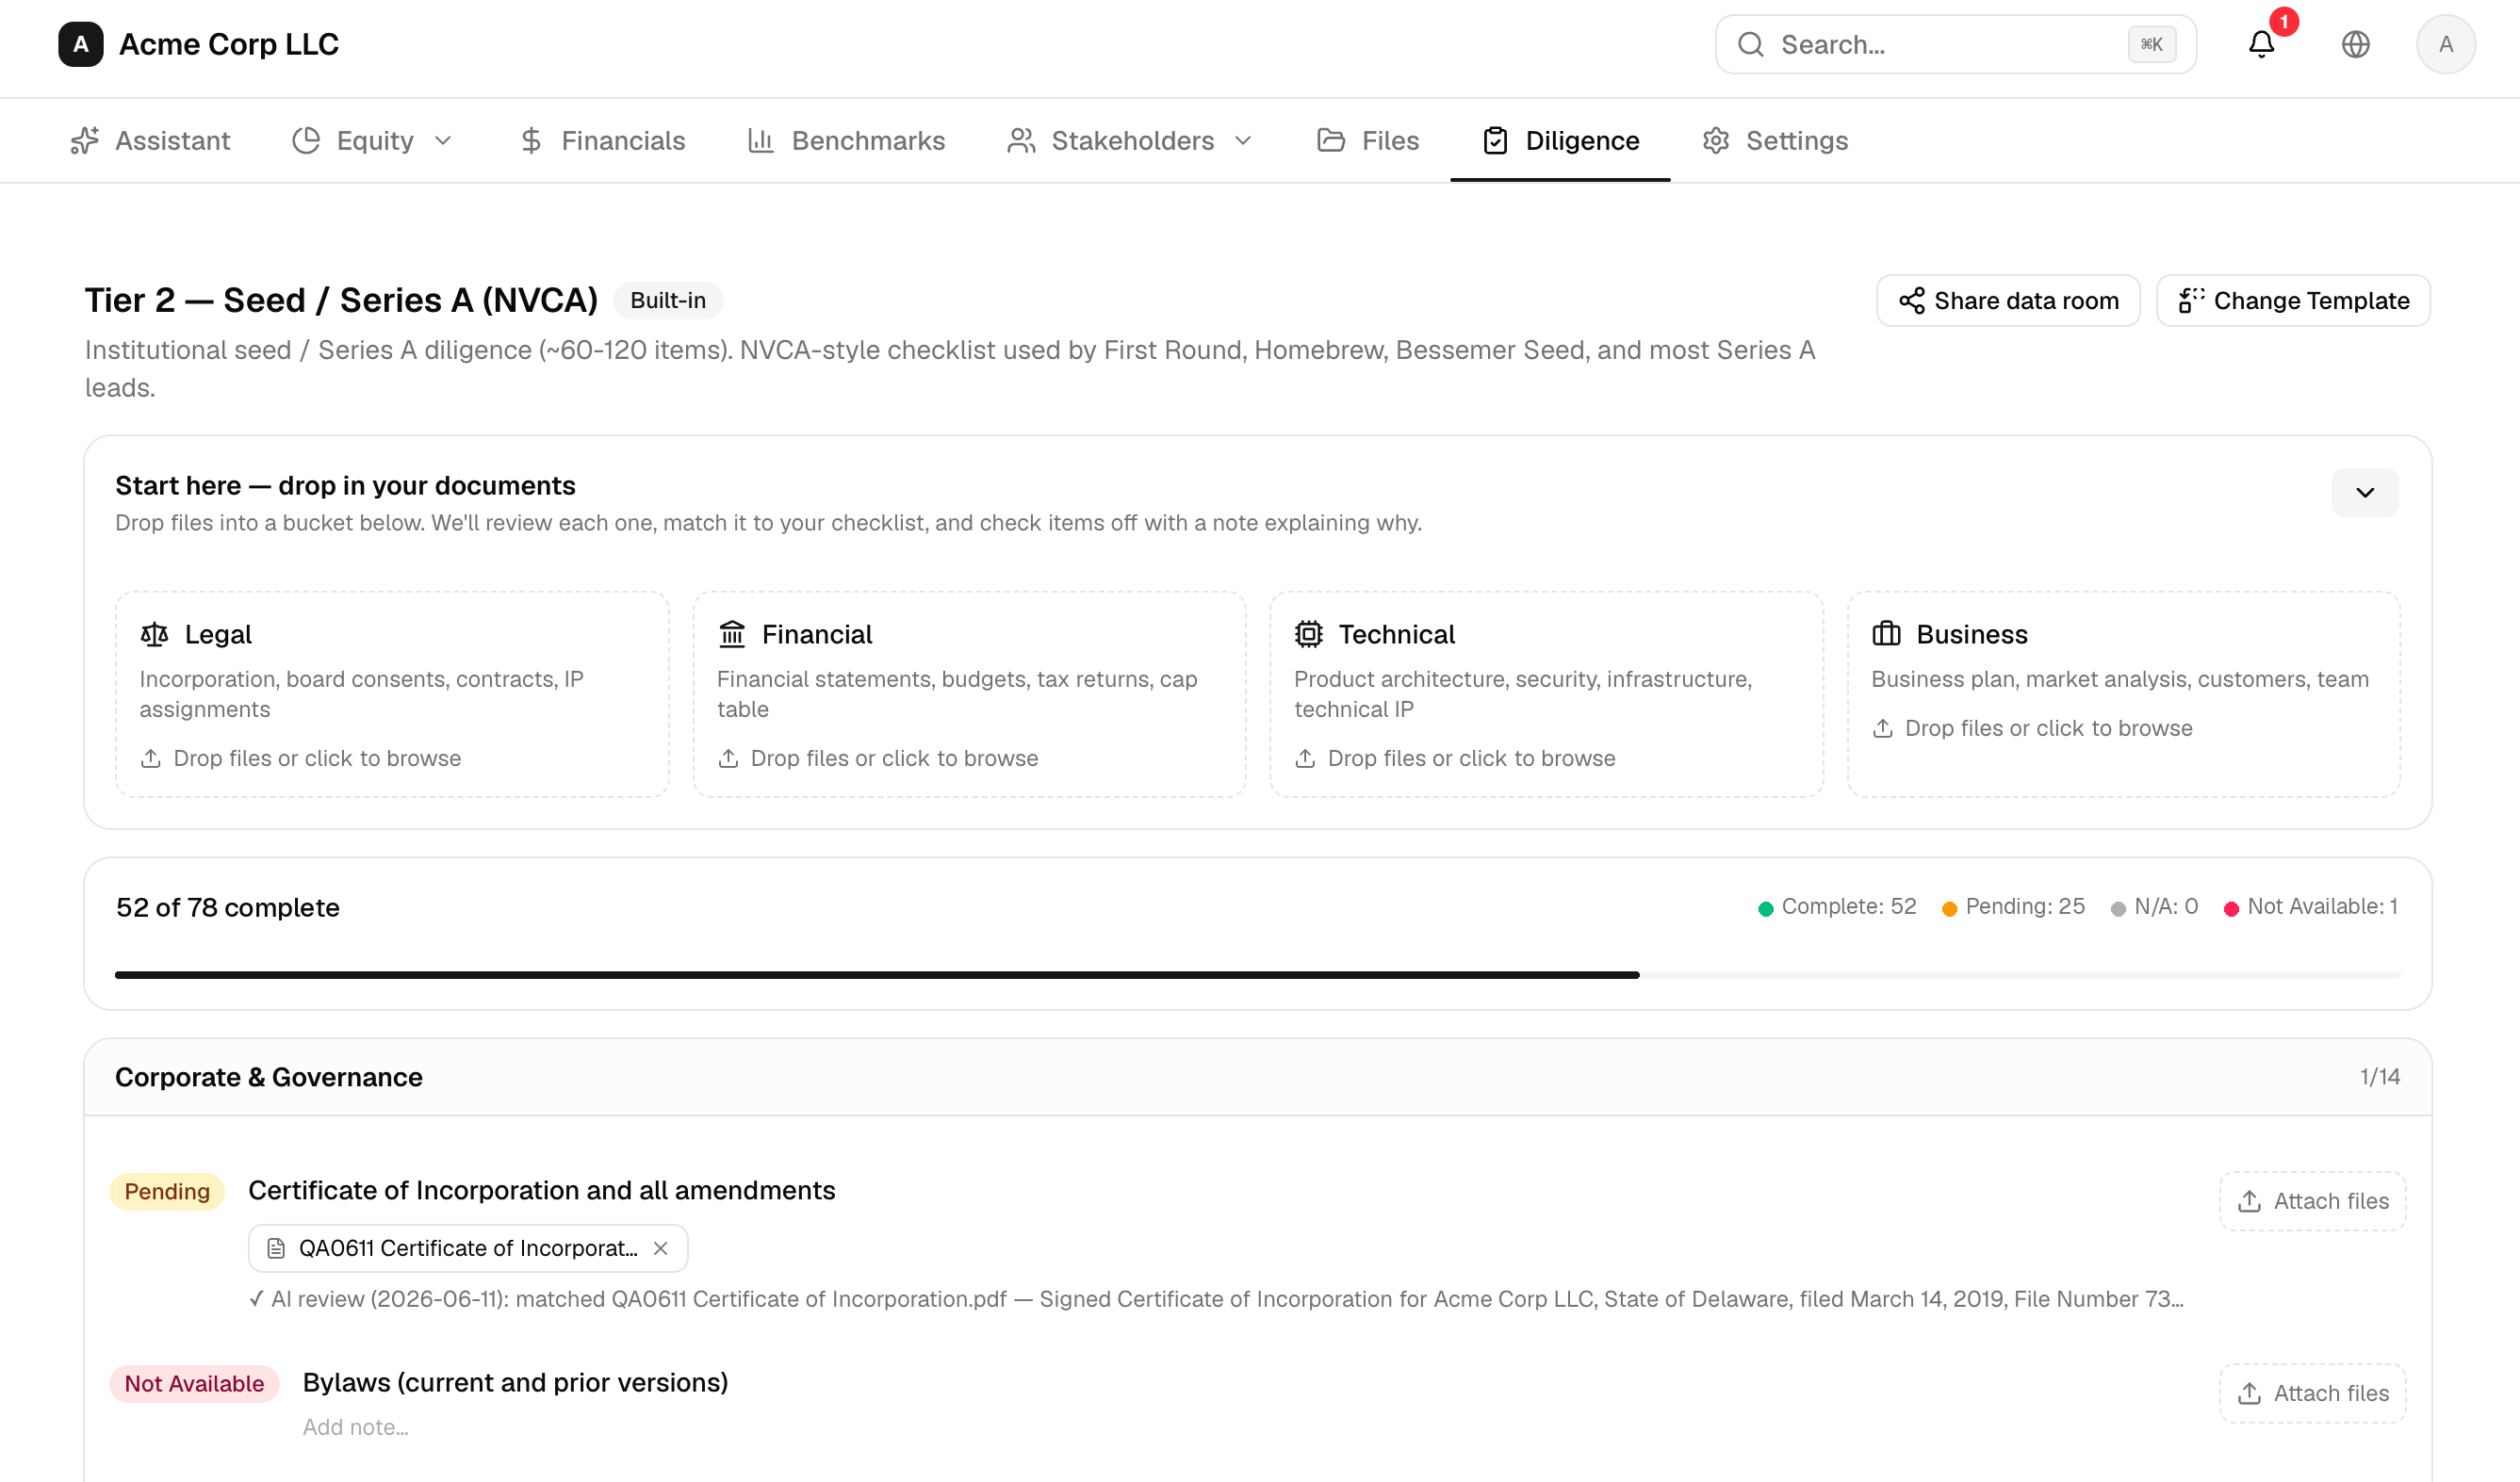 A Acme Corp LLC
Search... ⌘K
1
A
Assistant Equity Financials Benchmarks Stakeholders Files Diligence Settings
Tier 2 — Seed / Series A (NVCA) Built-in
Share data room Change Template
Institutional seed / Series A diligence (~60-120 items). NVCA-style checklist used by First Round, Homebrew, Bessemer Seed, and most Series A
leads.
Start here — drop in your documents
Drop files into a bucket below. We'll review each one, match it to your checklist, and check items off with a note explaining why.
Legal
Incorporation, board consents, contracts, IP
assignments
Drop files or click to browse
Financial
Financial statements, budgets, tax returns, cap
table
Drop files or click to browse
Technical
Product architecture, security, infrastructure,
technical IP
Drop files or click to browse
Business
Business plan, market analysis, customers, team
Drop files or click to browse
52 of 78 complete
Complete: 52 Pending: 25 N/A: 0 Not Available: 1
Corporate & Governance 1/14
Pending Certificate of Incorporation and all amendments Attach files
QA0611 Certificate of Incorporat...
✓ AI review (2026-06-11): matched QA0611 Certificate of Incorporation.pdf — Signed Certificate of Incorporation for Acme Corp LLC, State of Delaware, filed March 14, 2019, File Number 73...
Not Available Bylaws (current and prior versions) Attach files
Add note...